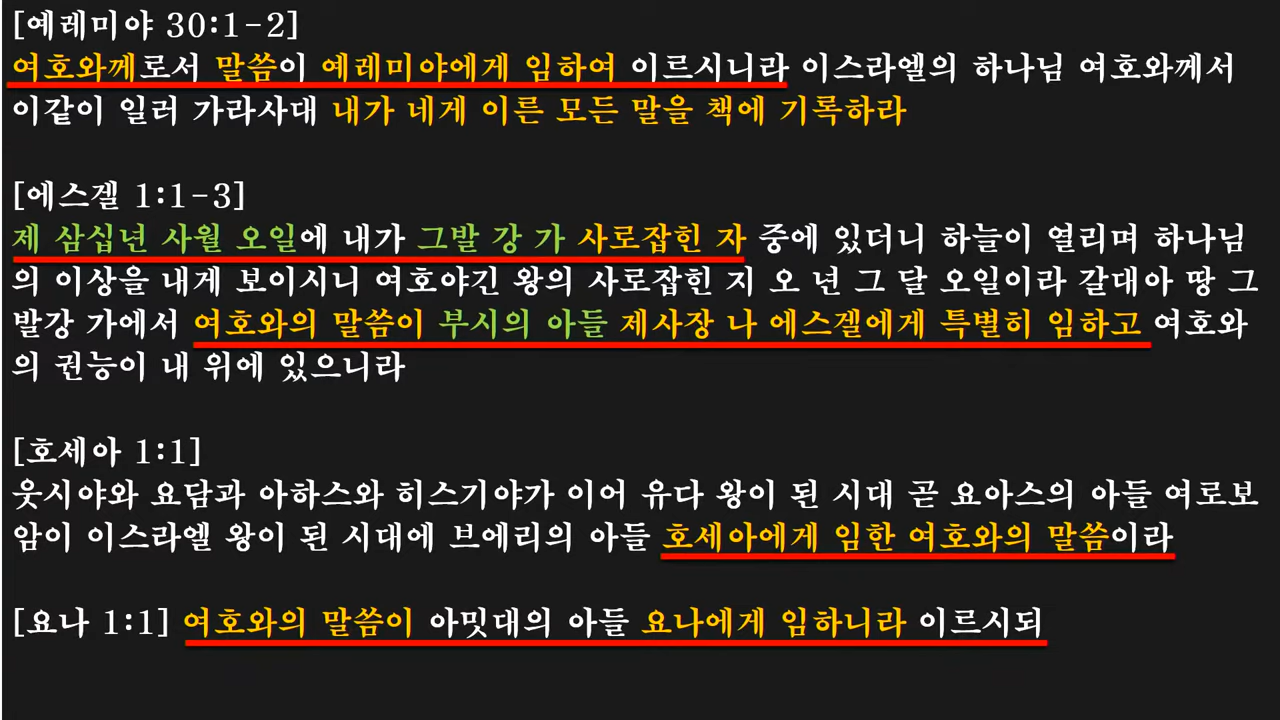 [예레미야 30:1-2]
여호와께로서 말씀이 예레미야에게 임하여 이르시니라 이스라엘의 하나님 여호와께서
이같이 일러 가라사대 내가 네게 이른 모든 말을 책에 기록하라
[에스겔 1:1-3]
제 삼십년 사월 오일에 내가 그발 강 가 사로잡힌 자 중에 있더니 하늘이 열리며 하나님
의 이상을 내게 보이시니 여호야긴 왕의 사로잡힌 지 오 년 그 달 오일이라 갈대아 땅 그
발강 가에서 여호와의 말씀이 부시의 아들 제사장 나 에스겔에게 특별히 임하고 여호와
의 권능이 내 위에 있으니라
[호세아 1:1]
웃시야와 요담과 아하스와 히스기야가 이어 유다 왕이 된 시대 곧 요아스의 아들 여로보
암이 이스라엘 왕이 된 시대에 브에리의 아들 호세아에게 임한 여호와의 말씀이라
[요나 1:1] 여호와의 말씀이 아밋대의 아들 요나에게 임하니라 이르시되